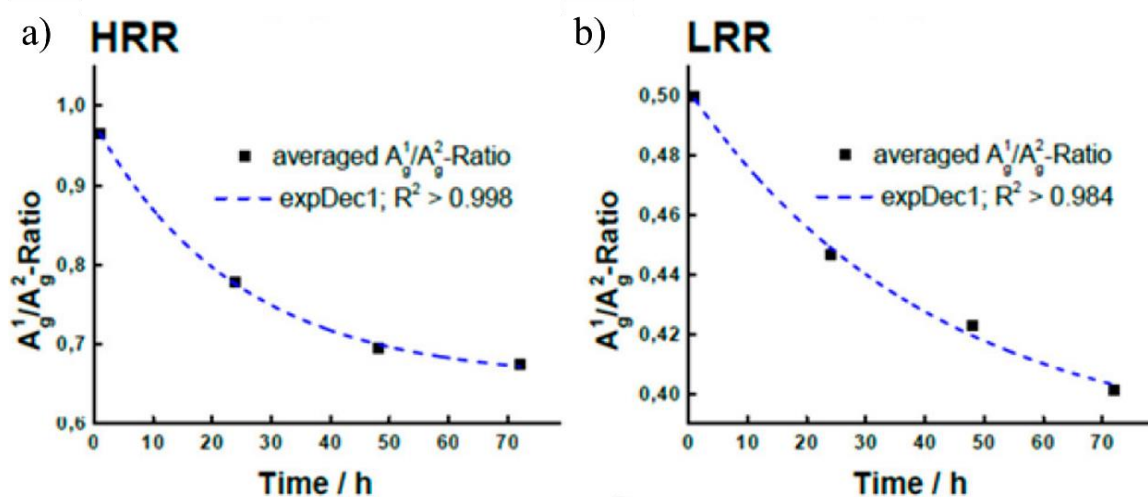 a) HRR
1,0
0,9
0,8
0,7
0,6
A¹g/A²g-Ratio
averaged A¹g/A²g-Ratio
expDec1; R² > 0.998
0 10 20 30 40 50 60 70
Time / h
b) LRR
0,50
0,48
0,46
0,44
0,42
0,40
A¹g/A²g-Ratio
averaged A¹g/A²g-Ratio
expDec1; R² > 0.984
0 10 20 30 40 50 60 70
Time / h